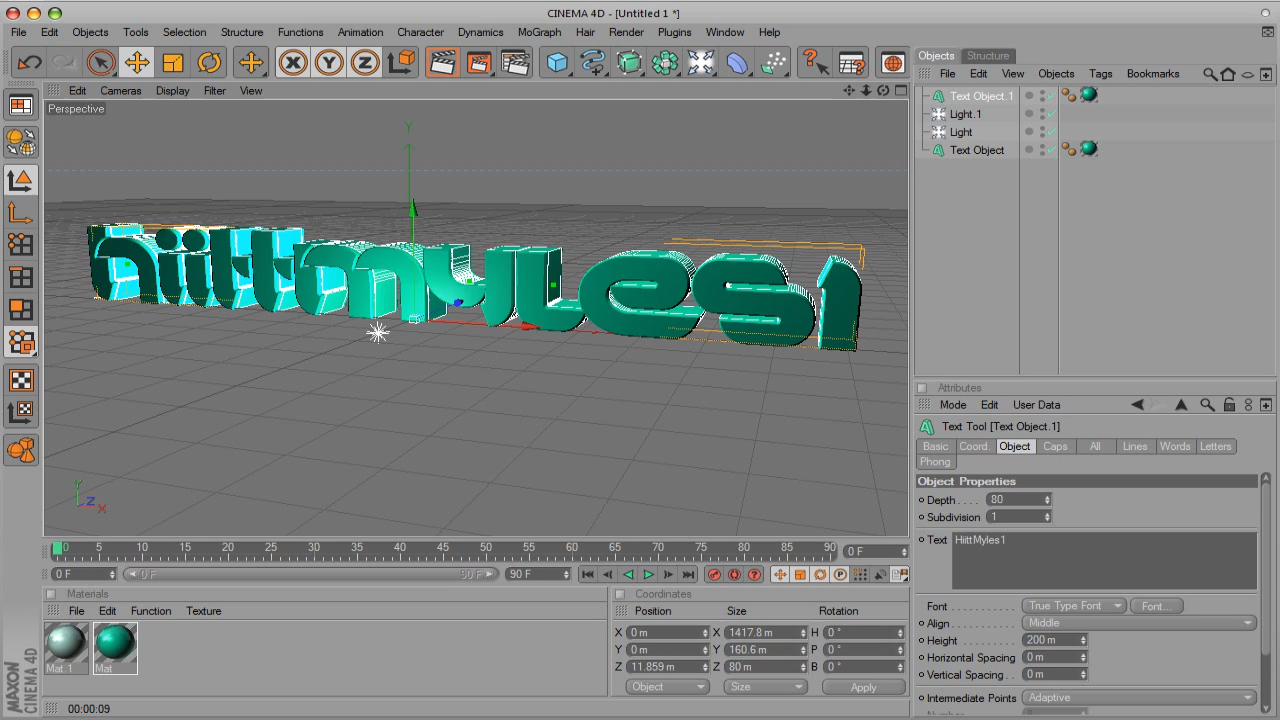 CINEMA 4D - [Untitled 1 *]
File Edit Objects Tools Selection Structure Functions Animation Character Dynamics MoGraph Hair Render Plugins Window Help
X Y Z
Objects Structure
File Edit View Objects Tags Bookmarks
Edit Cameras Display Filter View
Perspective
Text Object.1
Light.1
Light
Text Object
Y
hiittmyles1
Y
Z
X
Attributes
Mode Edit User Data
Text Tool [Text Object.1]
Basic Coord. Object Caps All Lines Words Letters
Phong
Object Properties
Depth . . . . 80
Subdivision 1
Text HiittMyles1
Font . . . . . . . . . . . True Type Font Font...
Align . . . . . . . . . . . Middle
Height . . . . . . . . . . 200 m
Horizontal Spacing 0 m
Vertical Spacing . . 0 m
Intermediate Points Adaptive
0 5 10 15 20 25 30 35 40 45 50 55 60 65 70 75 80 85 90 0 F
0 F 0 F 90 F 90 F
Materials
File Edit Function Texture
Mat.1 Mat
Coordinates
Position Size Rotation
X 0 m X 1417.8 m H 0 °
Y 0 m Y 160.6 m P 0 °
Z 11.859 m Z 80 m B 0 °
Object Size Apply
MAXON
CINEMA 4D
00:00:09